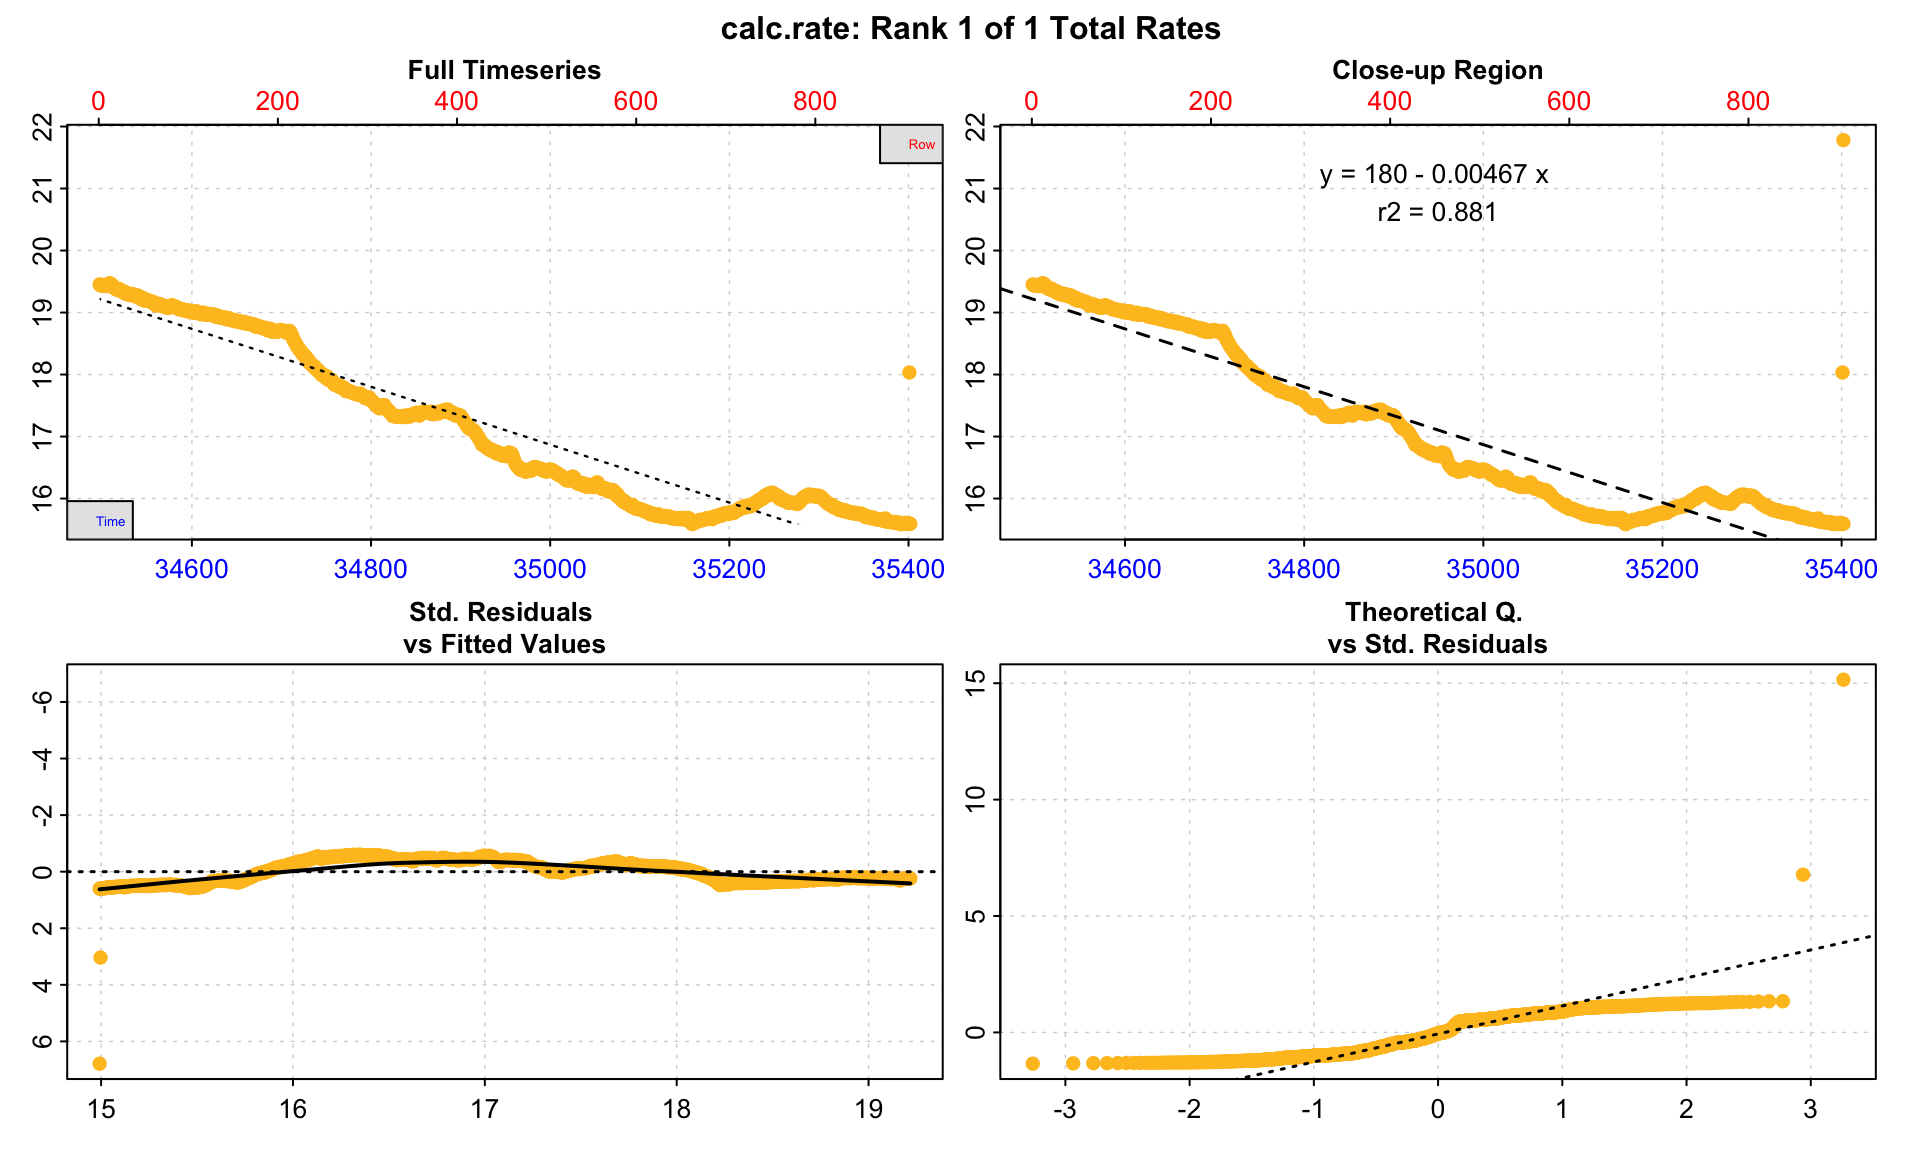 calc.rate: Rank 1 of 1 Total Rates
Full Timeseries
0 200 400 600 800
22
21
20
19
18
17
16
Row
Time
34600 34800 35000 35200 35400
Close-up Region
0 200 400 600 800
22
21
20
19
18
17
16
y = 180 - 0.00467 x
r2 = 0.881
34600 34800 35000 35200 35400
Std. Residuals
vs Fitted Values
-6
-4
-2
0
2
4
6
15 16 17 18 19
Theoretical Q.
vs Std. Residuals
15
10
5
0
-3 -2 -1 0 1 2 3